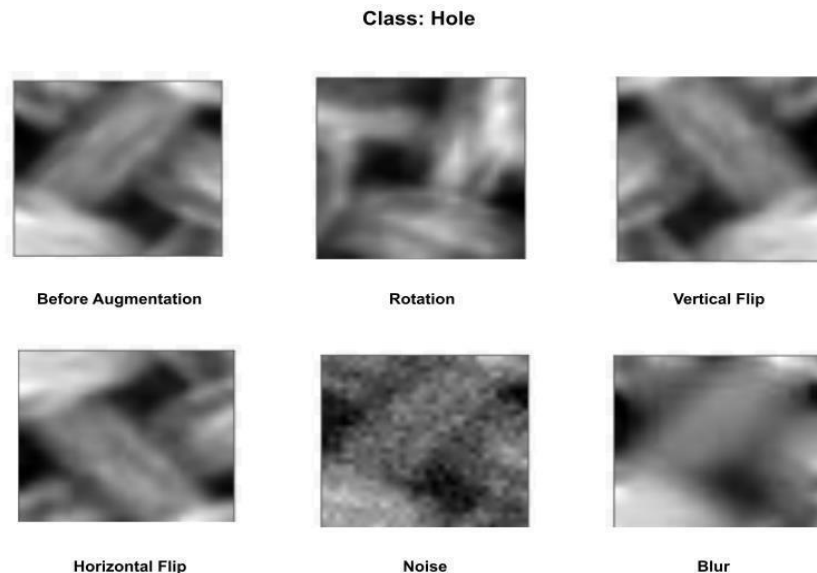 Class: Hole
Before Augmentation
Rotation
Vertical Flip
Horizontal Flip
Noise
Blur